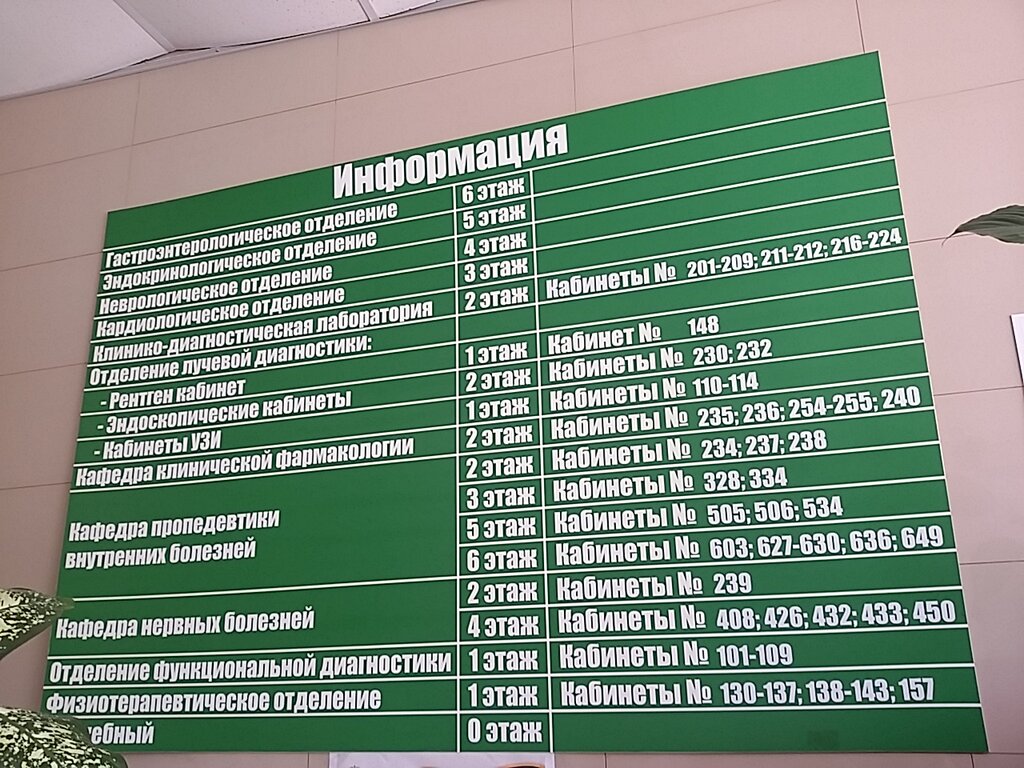 Информация
Гастроэнтерологическое отделение 6 этаж
Эндокринологическое отделение 5 этаж
Неврологическое отделение 4 этаж
Кардиологическое отделение 3 этаж
Клинико-диагностическая лаборатория 2 этаж Кабинеты № 201-209; 211-212; 216-224
Отделение лучевой диагностики:
- Рентген кабинет 1 этаж Кабинет № 148
- Эндоскопические кабинеты 2 этаж Кабинеты № 230; 232
- Кабинеты УЗИ 1 этаж Кабинеты № 110-114
Кафедра клинической фармакологии 2 этаж Кабинеты № 235; 236; 254-255; 240
Кафедра пропедевтики
внутренних болезней
2 этаж Кабинеты № 234; 237; 238
3 этаж Кабинеты № 328; 334
5 этаж Кабинеты № 505; 506; 534
6 этаж Кабинеты № 603; 627-630; 636; 649
Кафедра нервных болезней
2 этаж Кабинеты № 239
4 этаж Кабинеты № 408; 426; 432; 433; 450
Отделение функциональной диагностики 1 этаж Кабинеты № 101-109
Физиотерапевтическое отделение 1 этаж Кабинеты № 130-137; 138-143; 157
0 этаж